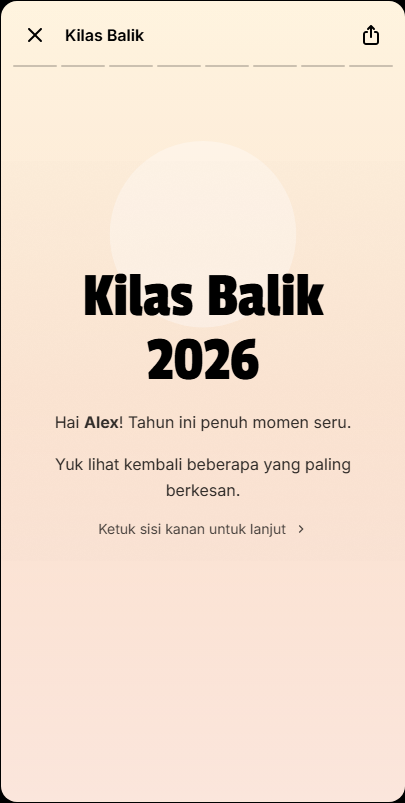 Kilas Balik
Kilas Balik
2026
Hai Alex! Tahun ini penuh momen seru.
Yuk lihat kembali beberapa yang paling
berkesan.
Ketuk sisi kanan untuk lanjut